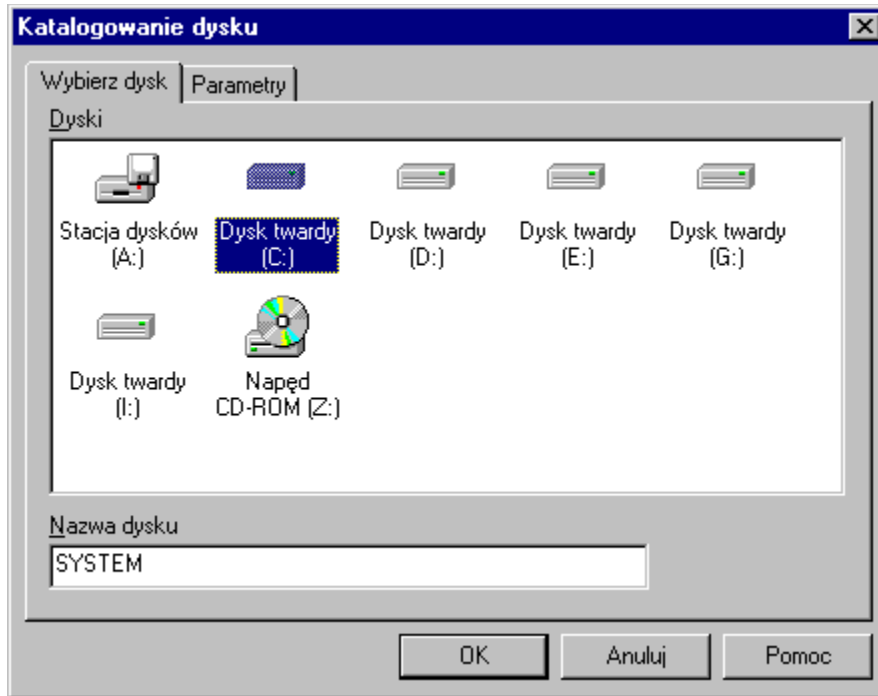 Katalogowanie dysku
Wybierz dysk
Parametry
Dyski
Stacja dysków
(A:)
Dysk twardy
(C:)
Dysk twardy
(D:)
Dysk twardy
(E:)
Dysk twardy
(G:)
Dysk twardy
(I:)
Napęd
CD-ROM (Z:)
Nazwa dysku
SYSTEM
OK
Anuluj
Pomoc